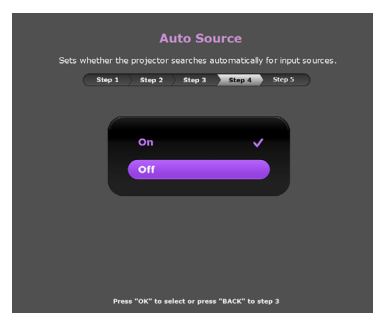 Auto Source
Sets whether the projector searches automatically for input sources.
Step 1 Step 2 Step 3 Step 4 Step 5
On
Off
Press "OK" to select or press "BACK" to step 3